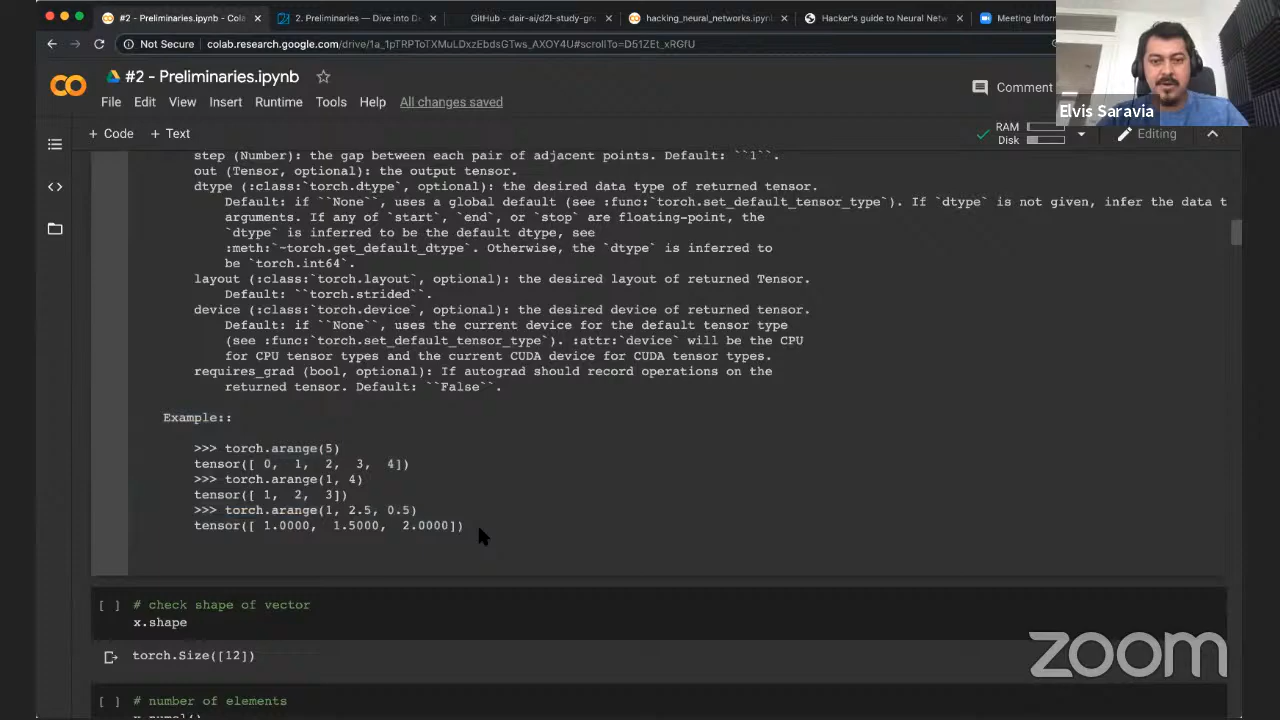 #2 - Preliminaries.ipynb - Cola
2. Preliminaries — Dive into D
GitHub - dair-ai/d2l-study-gro
hacking_neural_networks.ipynb
Hacker's guide to Neural Netw
Meeting Inform
Not Secure
colab.research.google.com/drive/1a_1pTRPToTXMuLDxzEbdsGTws_AXOY4U#scrollTo=D51ZEt_xRGfU
#2 - Preliminaries.ipynb
File Edit View Insert Runtime Tools Help All changes saved
Comment
Elvis Saravia
+ Code + Text
RAM
Disk
Editing
step (Number): the gap between each pair of adjacent points. Default: ``1``.
out (Tensor, optional): the output tensor.
dtype (:class:`torch.dtype`, optional): the desired data type of returned tensor.
Default: if ``None``, uses a global default (see :func:`torch.set_default_tensor_type`). If `dtype` is not given, infer the data t
arguments. If any of `start`, `end`, or `stop` are floating-point, the
`dtype` is inferred to be the default dtype, see
:meth:`~torch.get_default_dtype`. Otherwise, the `dtype` is inferred to
be `torch.int64`.
layout (:class:`torch.layout`, optional): the desired layout of returned Tensor.
Default: ``torch.strided``.
device (:class:`torch.device`, optional): the desired device of returned tensor.
Default: if ``None``, uses the current device for the default tensor type
(see :func:`torch.set_default_tensor_type`). :attr:`device` will be the CPU
for CPU tensor types and the current CUDA device for CUDA tensor types.
requires_grad (bool, optional): If autograd should record operations on the
returned tensor. Default: ``False``.
Example::
>>> torch.arange(5)
tensor([ 0, 1, 2, 3, 4])
>>> torch.arange(1, 4)
tensor([ 1, 2, 3])
>>> torch.arange(1, 2.5, 0.5)
tensor([ 1.0000, 1.5000, 2.0000])
[ ] # check shape of vector
x.shape
torch.Size([12])
[ ] # number of elements
x.numel()
zoom